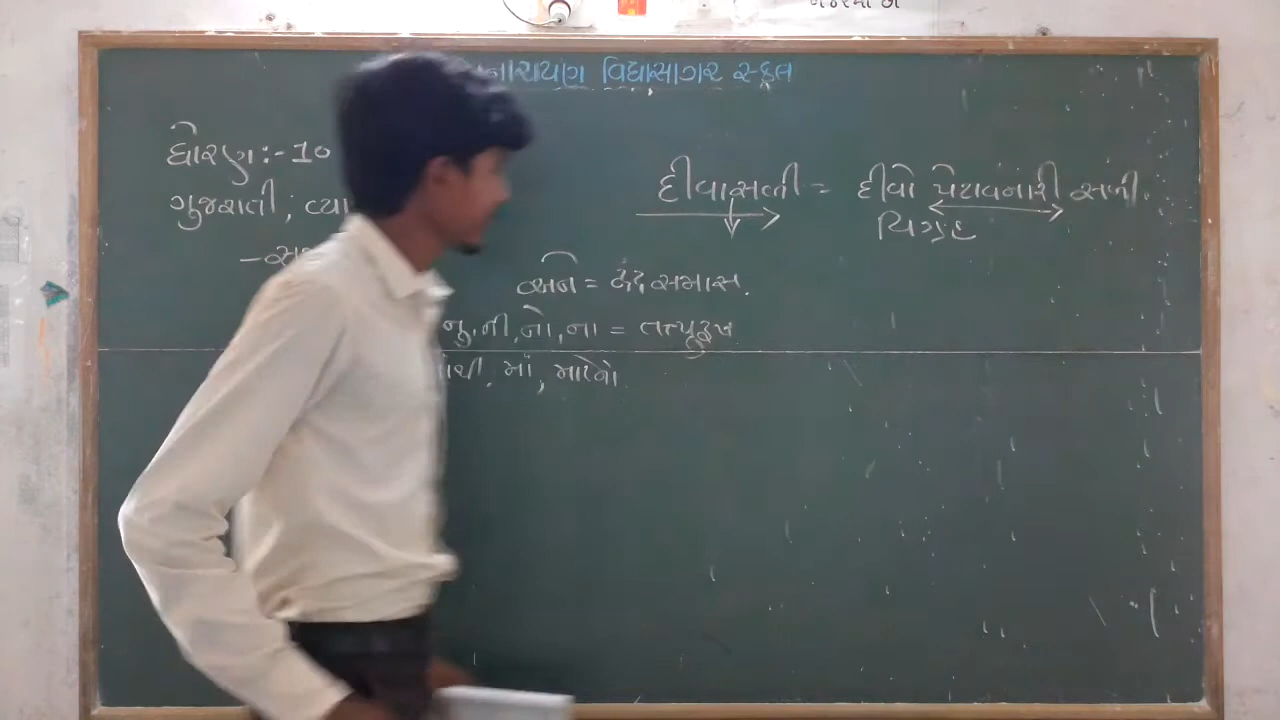 વિદ્યાસાગર સ્કૂલ
ધોરણ:- 10
ગુજરાતી, વ્યા
દીવાસળી = દીવો પેટાવનારી સળી.
વિગ્રહ
અને = દ્વંદ્વ સમાસ.
નુ, ની, નો, ના = તત્પુરુષ
માં,